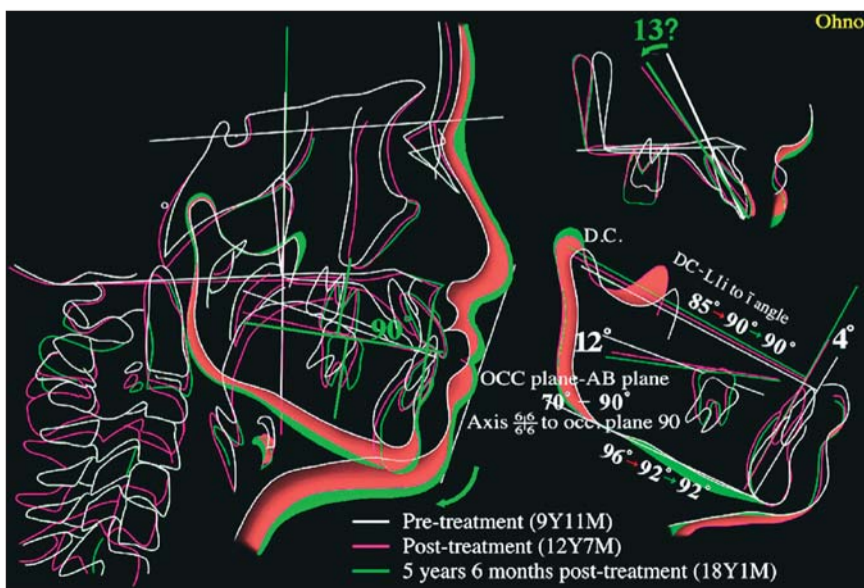 Ohno
13?
90°
D.C.
DC-L1i to ī angle
85°→90°→90°
4°
12°
OCC plane-AB plane
70° – 90°
Axis 6|6/6|6 to occ. plane 90
96°→92°→92°
Pre-treatment (9Y11M)
Post-treatment (12Y7M)
5 years 6 months post-treatment (18Y1M)